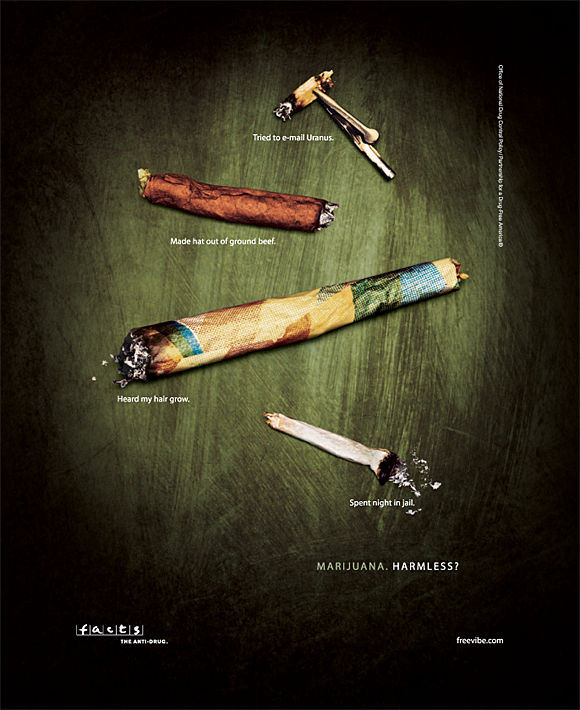 Office of National Drug Control Policy/Partnership for a Drug-Free America®
Tried to e-mail Uranus.
Made hat out of ground beef.
Heard my hair grow.
Spent night in jail.
MARIJUANA. HARMLESS?
facts
THE ANTI-DRUG.
freevibe.com